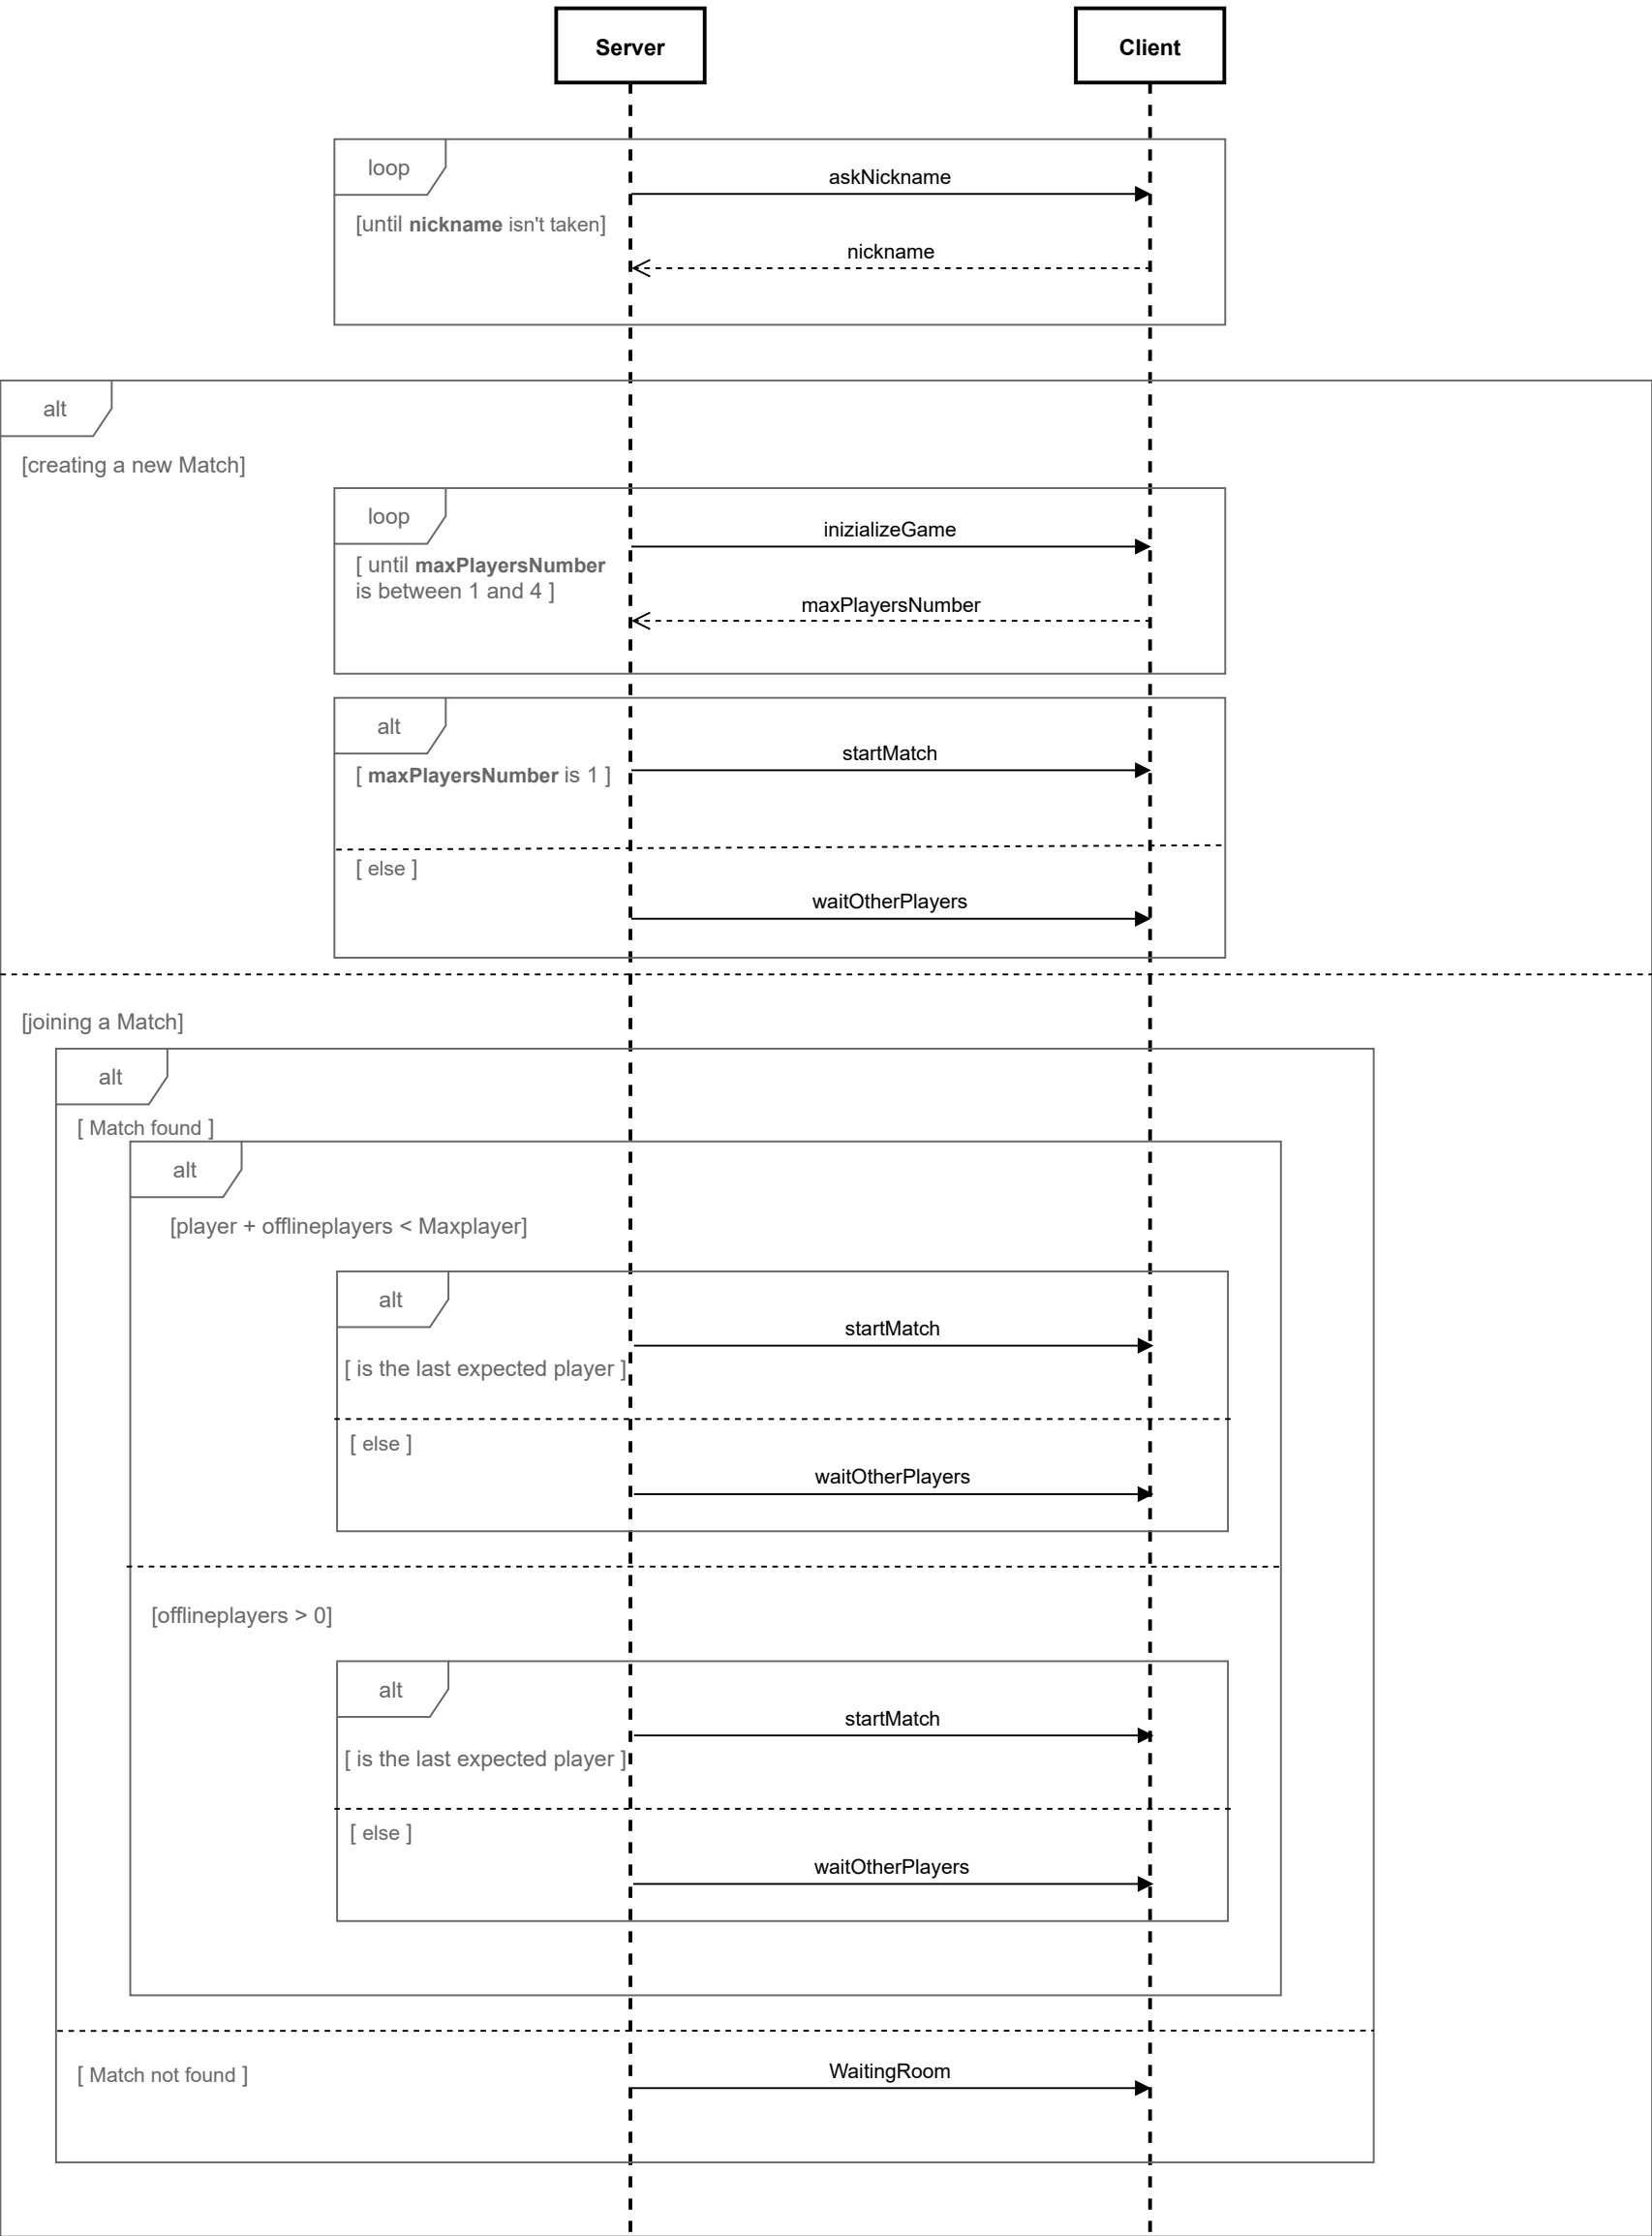 Server
Client
loop
askNickname
[until nickname isn't taken]
nickname
alt
[creating a new Match]
loop
inizializeGame
[ until maxPlayersNumber
is between 1 and 4 ]
maxPlayersNumber
alt
startMatch
[ maxPlayersNumber is 1 ]
[ else ]
waitOtherPlayers
[joining a Match]
alt
[ Match found ]
alt
[player + offlineplayers < Maxplayer]
alt
startMatch
[ is the last expected player ]
[ else ]
waitOtherPlayers
[offlineplayers > 0]
alt
startMatch
[ is the last expected player ]
[ else ]
waitOtherPlayers
[ Match not found ]
WaitingRoom